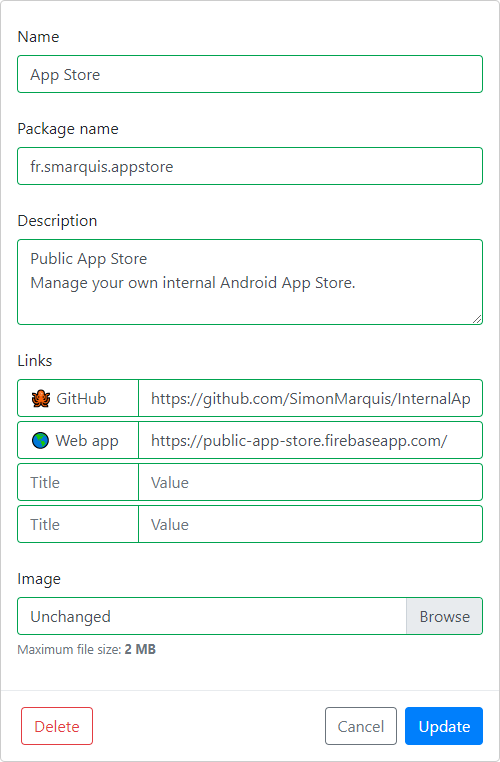 Name
App Store
Package name
fr.smarquis.appstore
Description
Public App Store
Manage your own internal Android App Store.
Links
GitHub https://github.com/SimonMarquis/InternalAp
Web app https://public-app-store.firebaseapp.com/
Title Value
Title Value
Image
Unchanged Browse
Maximum file size: 2 MB
Delete Cancel Update